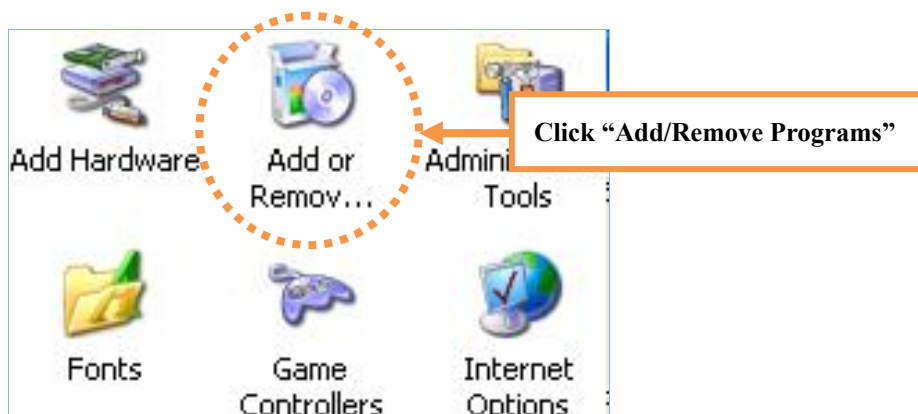 Add Hardware
Add or
Remov...
Admini
Tools
Click “Add/Remove Programs”
Fonts
Game
Controllers
Internet
Options